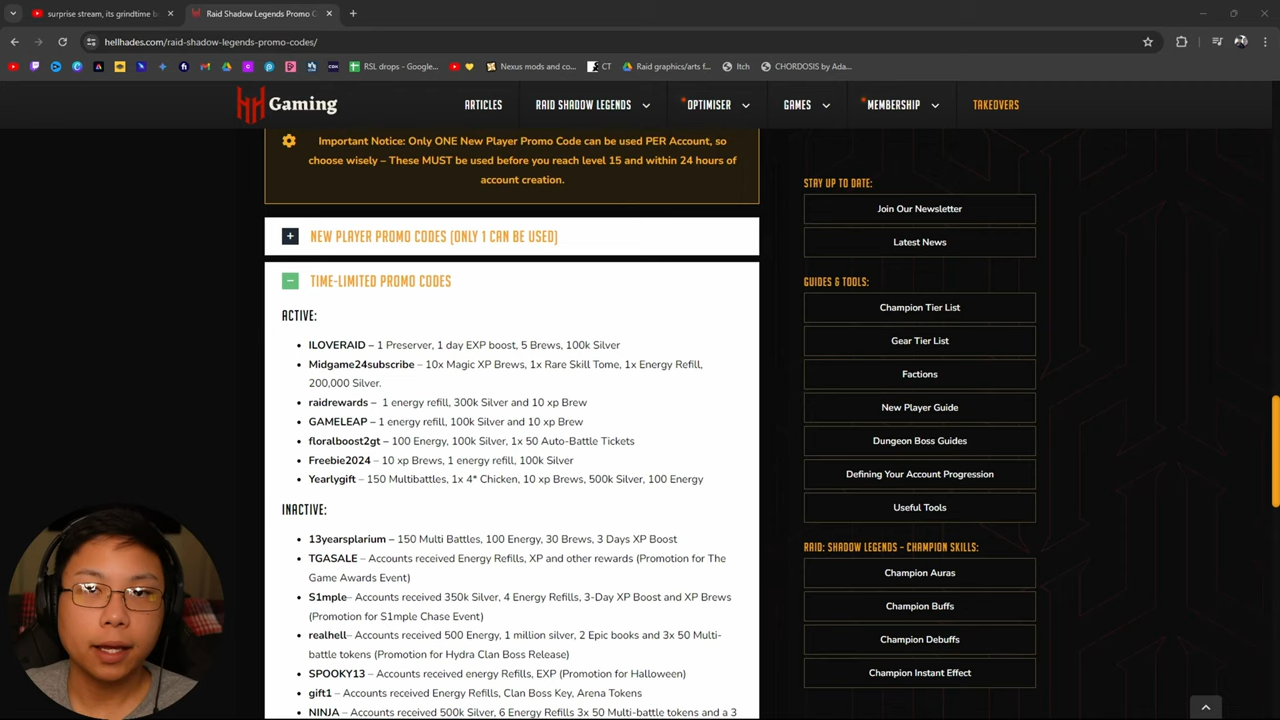 surprise stream, its grindtime b
Raid Shadow Legends Promo C
hellhades.com/raid-shadow-legends-promo-codes/
RSL drops - Google...
Nexus mods and co...
CT
Raid graphics/arts f...
Itch
CHORDOSIS by Ada...
Gaming
ARTICLES
RAID SHADOW LEGENDS
OPTIMISER
GAMES
MEMBERSHIP
TAKEOVERS
Important Notice: Only ONE New Player Promo Code can be used PER Account, so
choose wisely – These MUST be used before you reach level 15 and within 24 hours of
account creation.
NEW PLAYER PROMO CODES (ONLY 1 CAN BE USED)
TIME-LIMITED PROMO CODES
ACTIVE:
ILOVERAID – 1 Preserver, 1 day EXP boost, 5 Brews, 100k Silver
Midgame24subscribe – 10x Magic XP Brews, 1x Rare Skill Tome, 1x Energy Refill,
200,000 Silver.
raidrewards – 1 energy refill, 300k Silver and 10 xp Brew
GAMELEAP – 1 energy refill, 100k Silver and 10 xp Brew
floralboost2gt – 100 Energy, 100k Silver, 1x 50 Auto-Battle Tickets
Freebie2024 – 10 xp Brews, 1 energy refill, 100k Silver
Yearlygift – 150 Multibattles, 1x 4* Chicken, 10 xp Brews, 500k Silver, 100 Energy
INACTIVE:
13yearsplarium – 150 Multi Battles, 100 Energy, 30 Brews, 3 Days XP Boost
TGASALE – Accounts received Energy Refills, XP and other rewards (Promotion for The
Game Awards Event)
S1mple– Accounts received 350k Silver, 4 Energy Refills, 3-Day XP Boost and XP Brews
(Promotion for S1mple Chase Event)
realhell– Accounts received 500 Energy, 1 million silver, 2 Epic books and 3x 50 Multi-
battle tokens (Promotion for Hydra Clan Boss Release)
SPOOKY13 – Accounts received energy Refills, EXP (Promotion for Halloween)
gift1 – Accounts received Energy Refills, Clan Boss Key, Arena Tokens
NINJA – Accounts received 500k Silver, 6 Energy Refills 3x 50 Multi-battle tokens and a 3
STAY UP TO DATE:
Join Our Newsletter
Latest News
GUIDES & TOOLS:
Champion Tier List
Gear Tier List
Factions
New Player Guide
Dungeon Boss Guides
Defining Your Account Progression
Useful Tools
RAID: SHADOW LEGENDS – CHAMPION SKILLS:
Champion Auras
Champion Buffs
Champion Debuffs
Champion Instant Effect